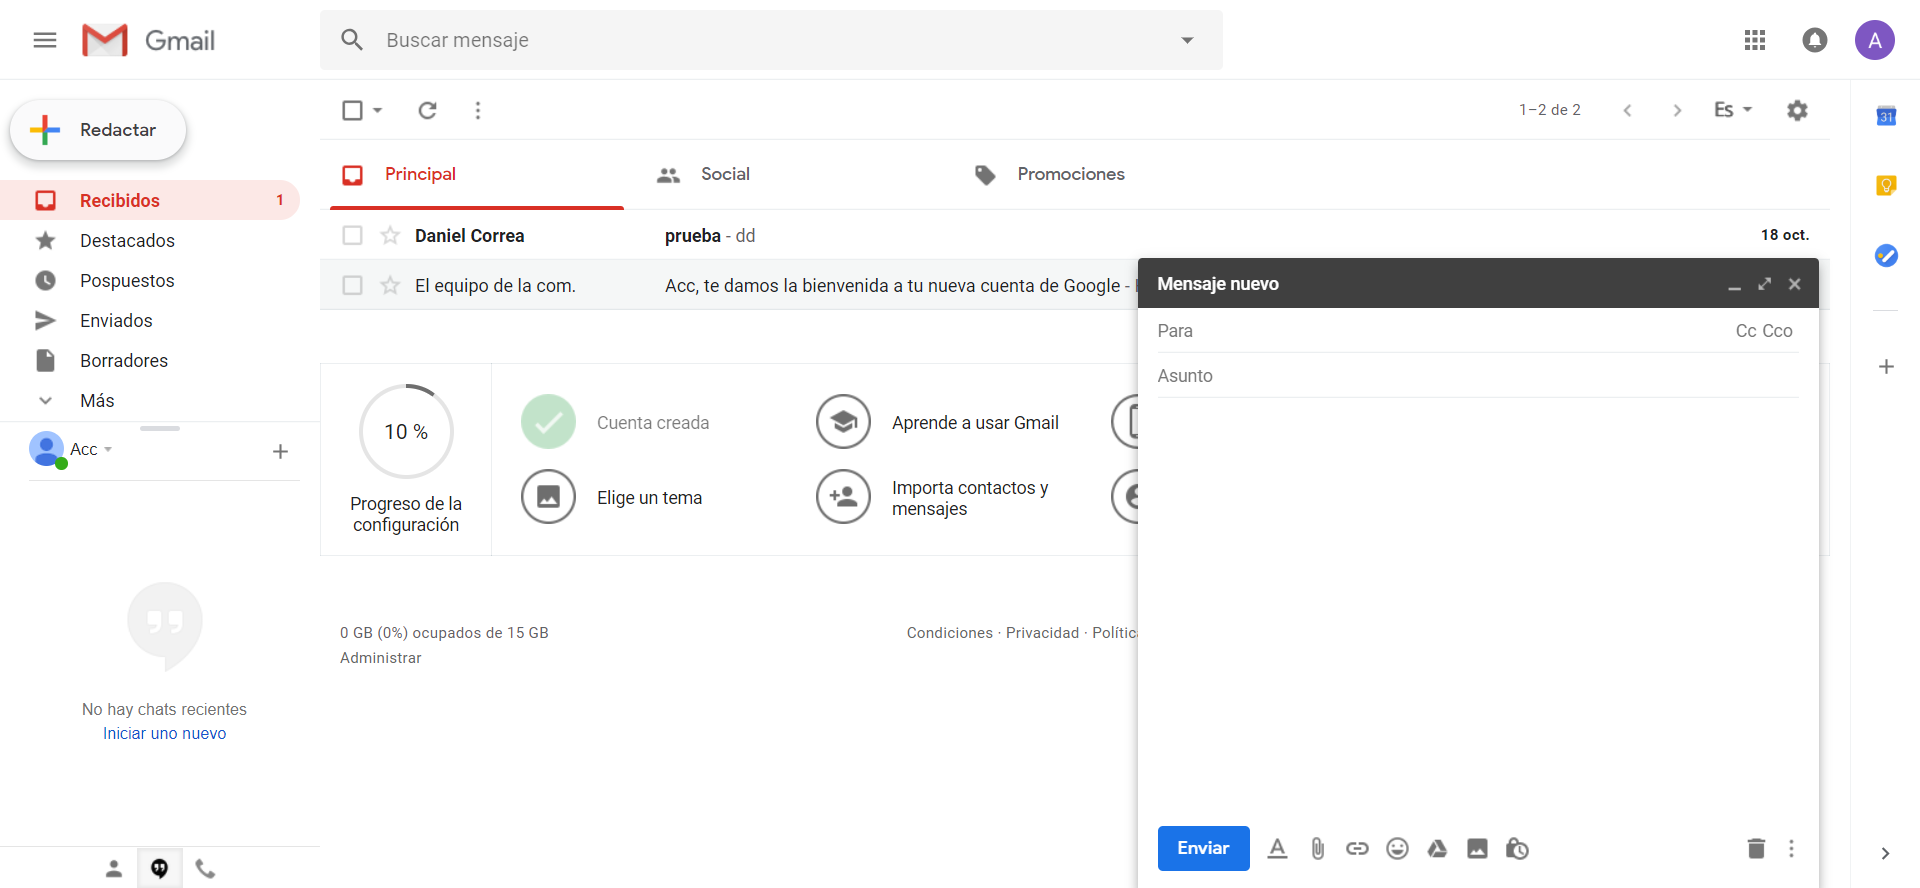 Gmail
Buscar mensaje
A
Redactar
1–2 de 2
Es
31
Recibidos 1
Destacados
Pospuestos
Enviados
Borradores
Más
Acc
No hay chats recientes
Iniciar uno nuevo
Principal
Social
Promociones
Daniel Correa prueba - dd 18 oct.
El equipo de la com. Acc, te damos la bienvenida a tu nueva cuenta de Google -
10 %
Progreso de la
configuración
Cuenta creada
Aprende a usar Gmail
Elige un tema
Importa contactos y
mensajes
0 GB (0%) ocupados de 15 GB
Administrar
Condiciones · Privacidad ·
Mensaje nuevo
Para
Cc Cco
Asunto
Enviar